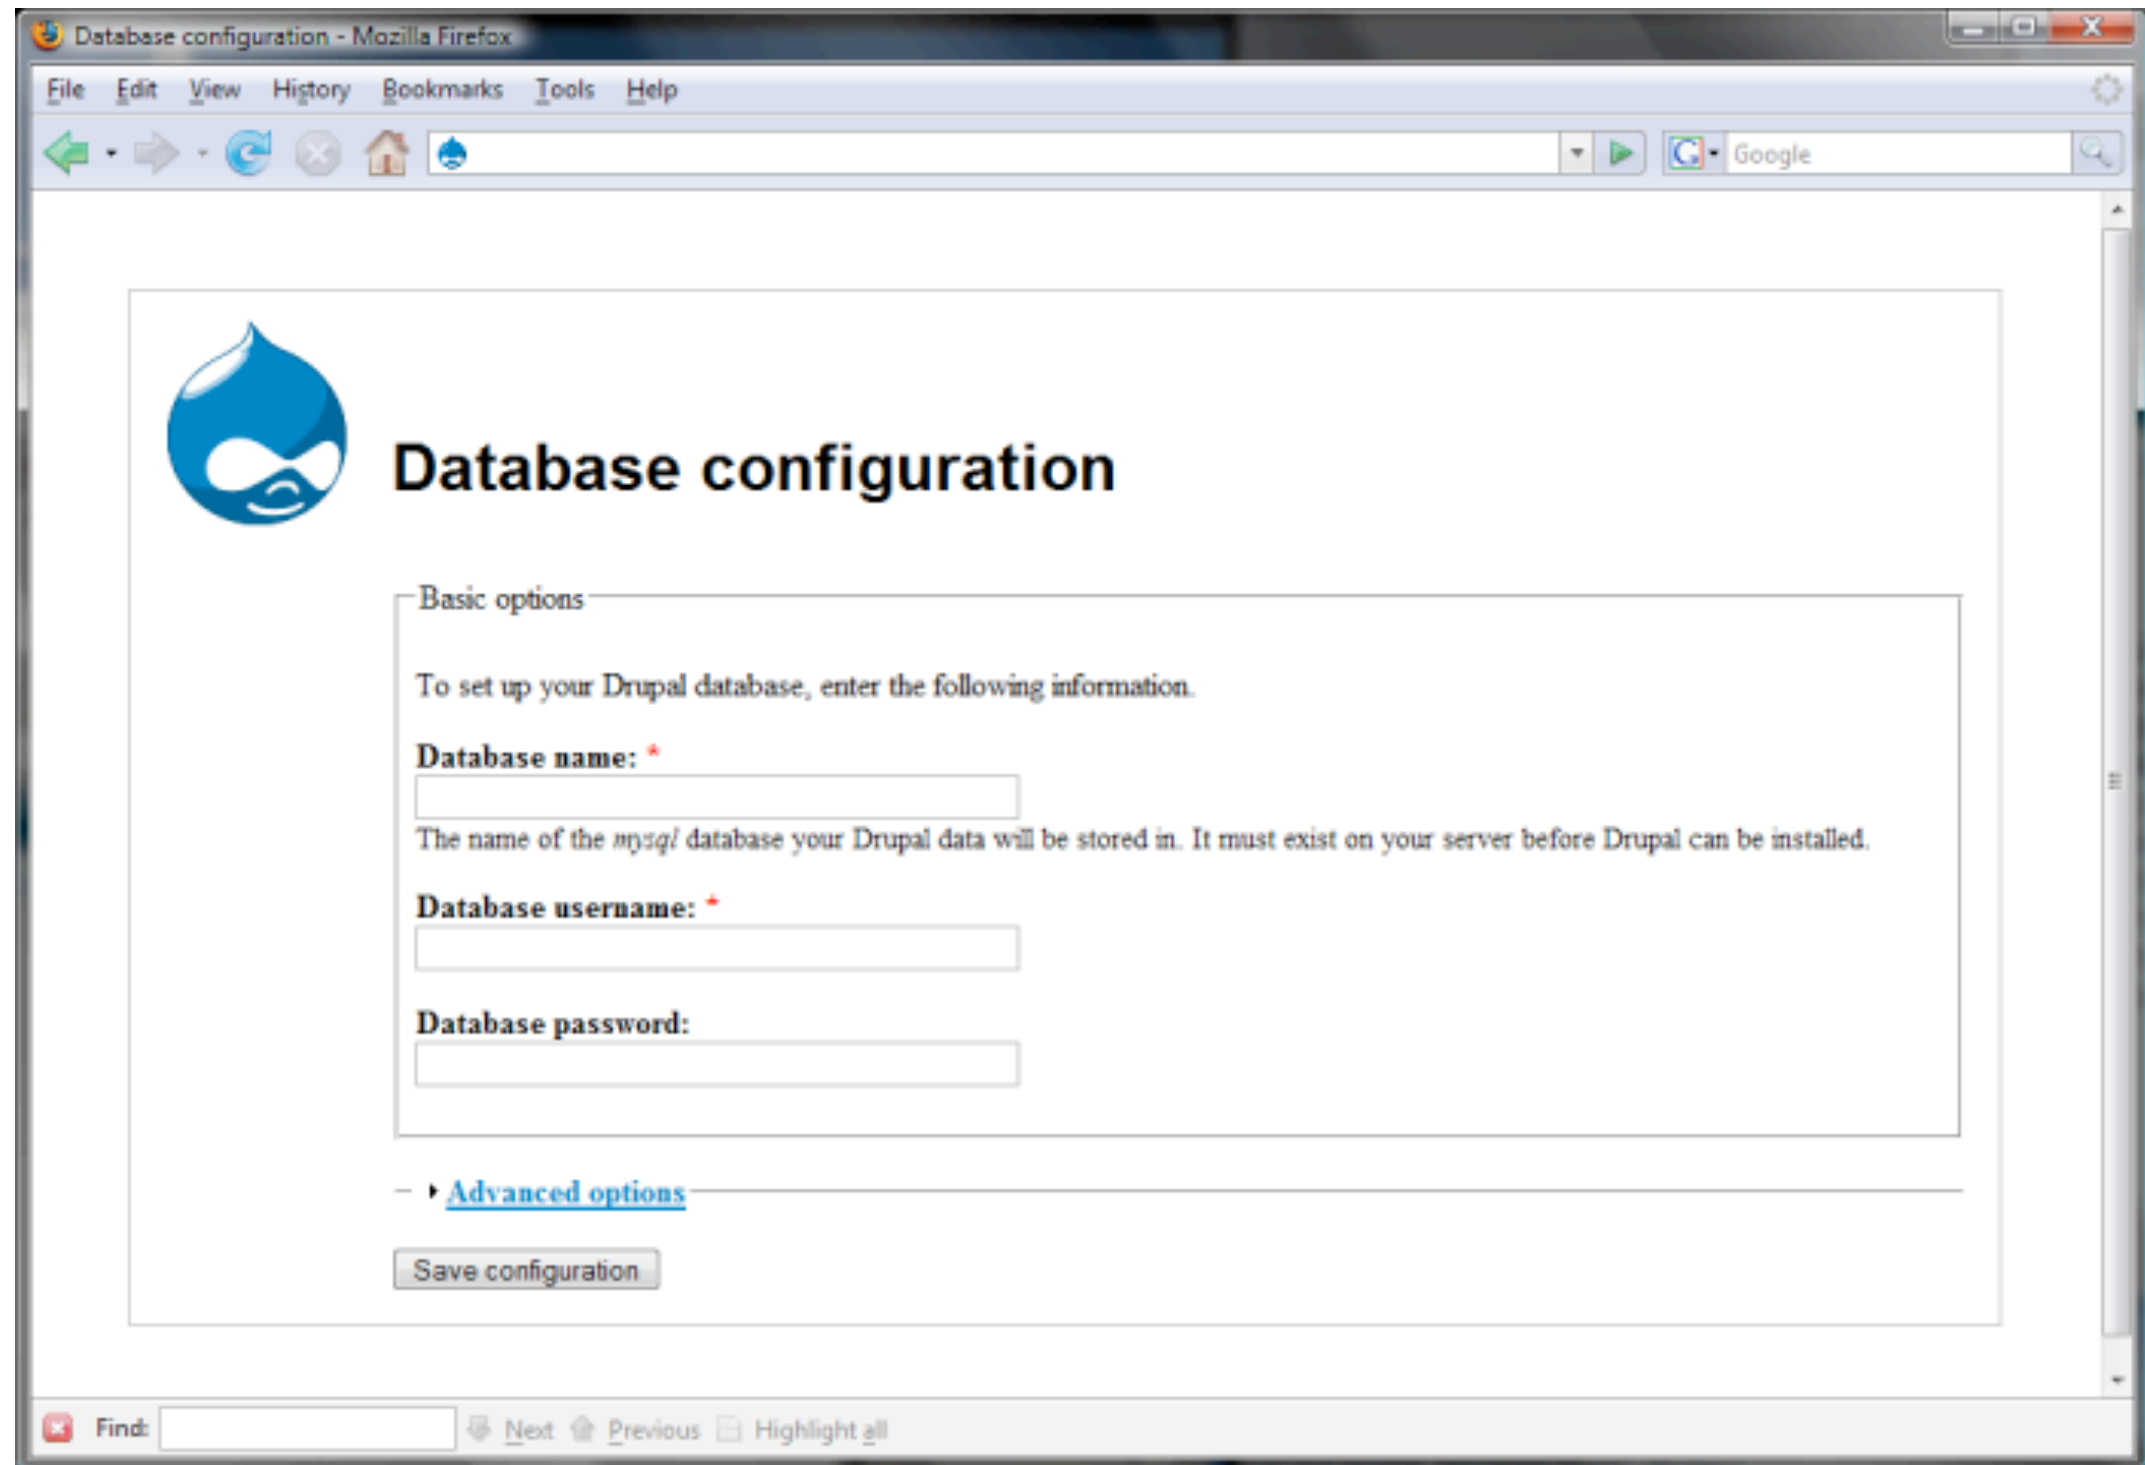 Database configuration - Mozilla Firefox
File Edit View History Bookmarks Tools Help
Google
Database configuration
Basic options
To set up your Drupal database, enter the following information.
Database name: *
The name of the mysql database your Drupal data will be stored in. It must exist on your server before Drupal can be installed.
Database username: *
Database password:
Advanced options
Save configuration
Find: Next Previous Highlight all